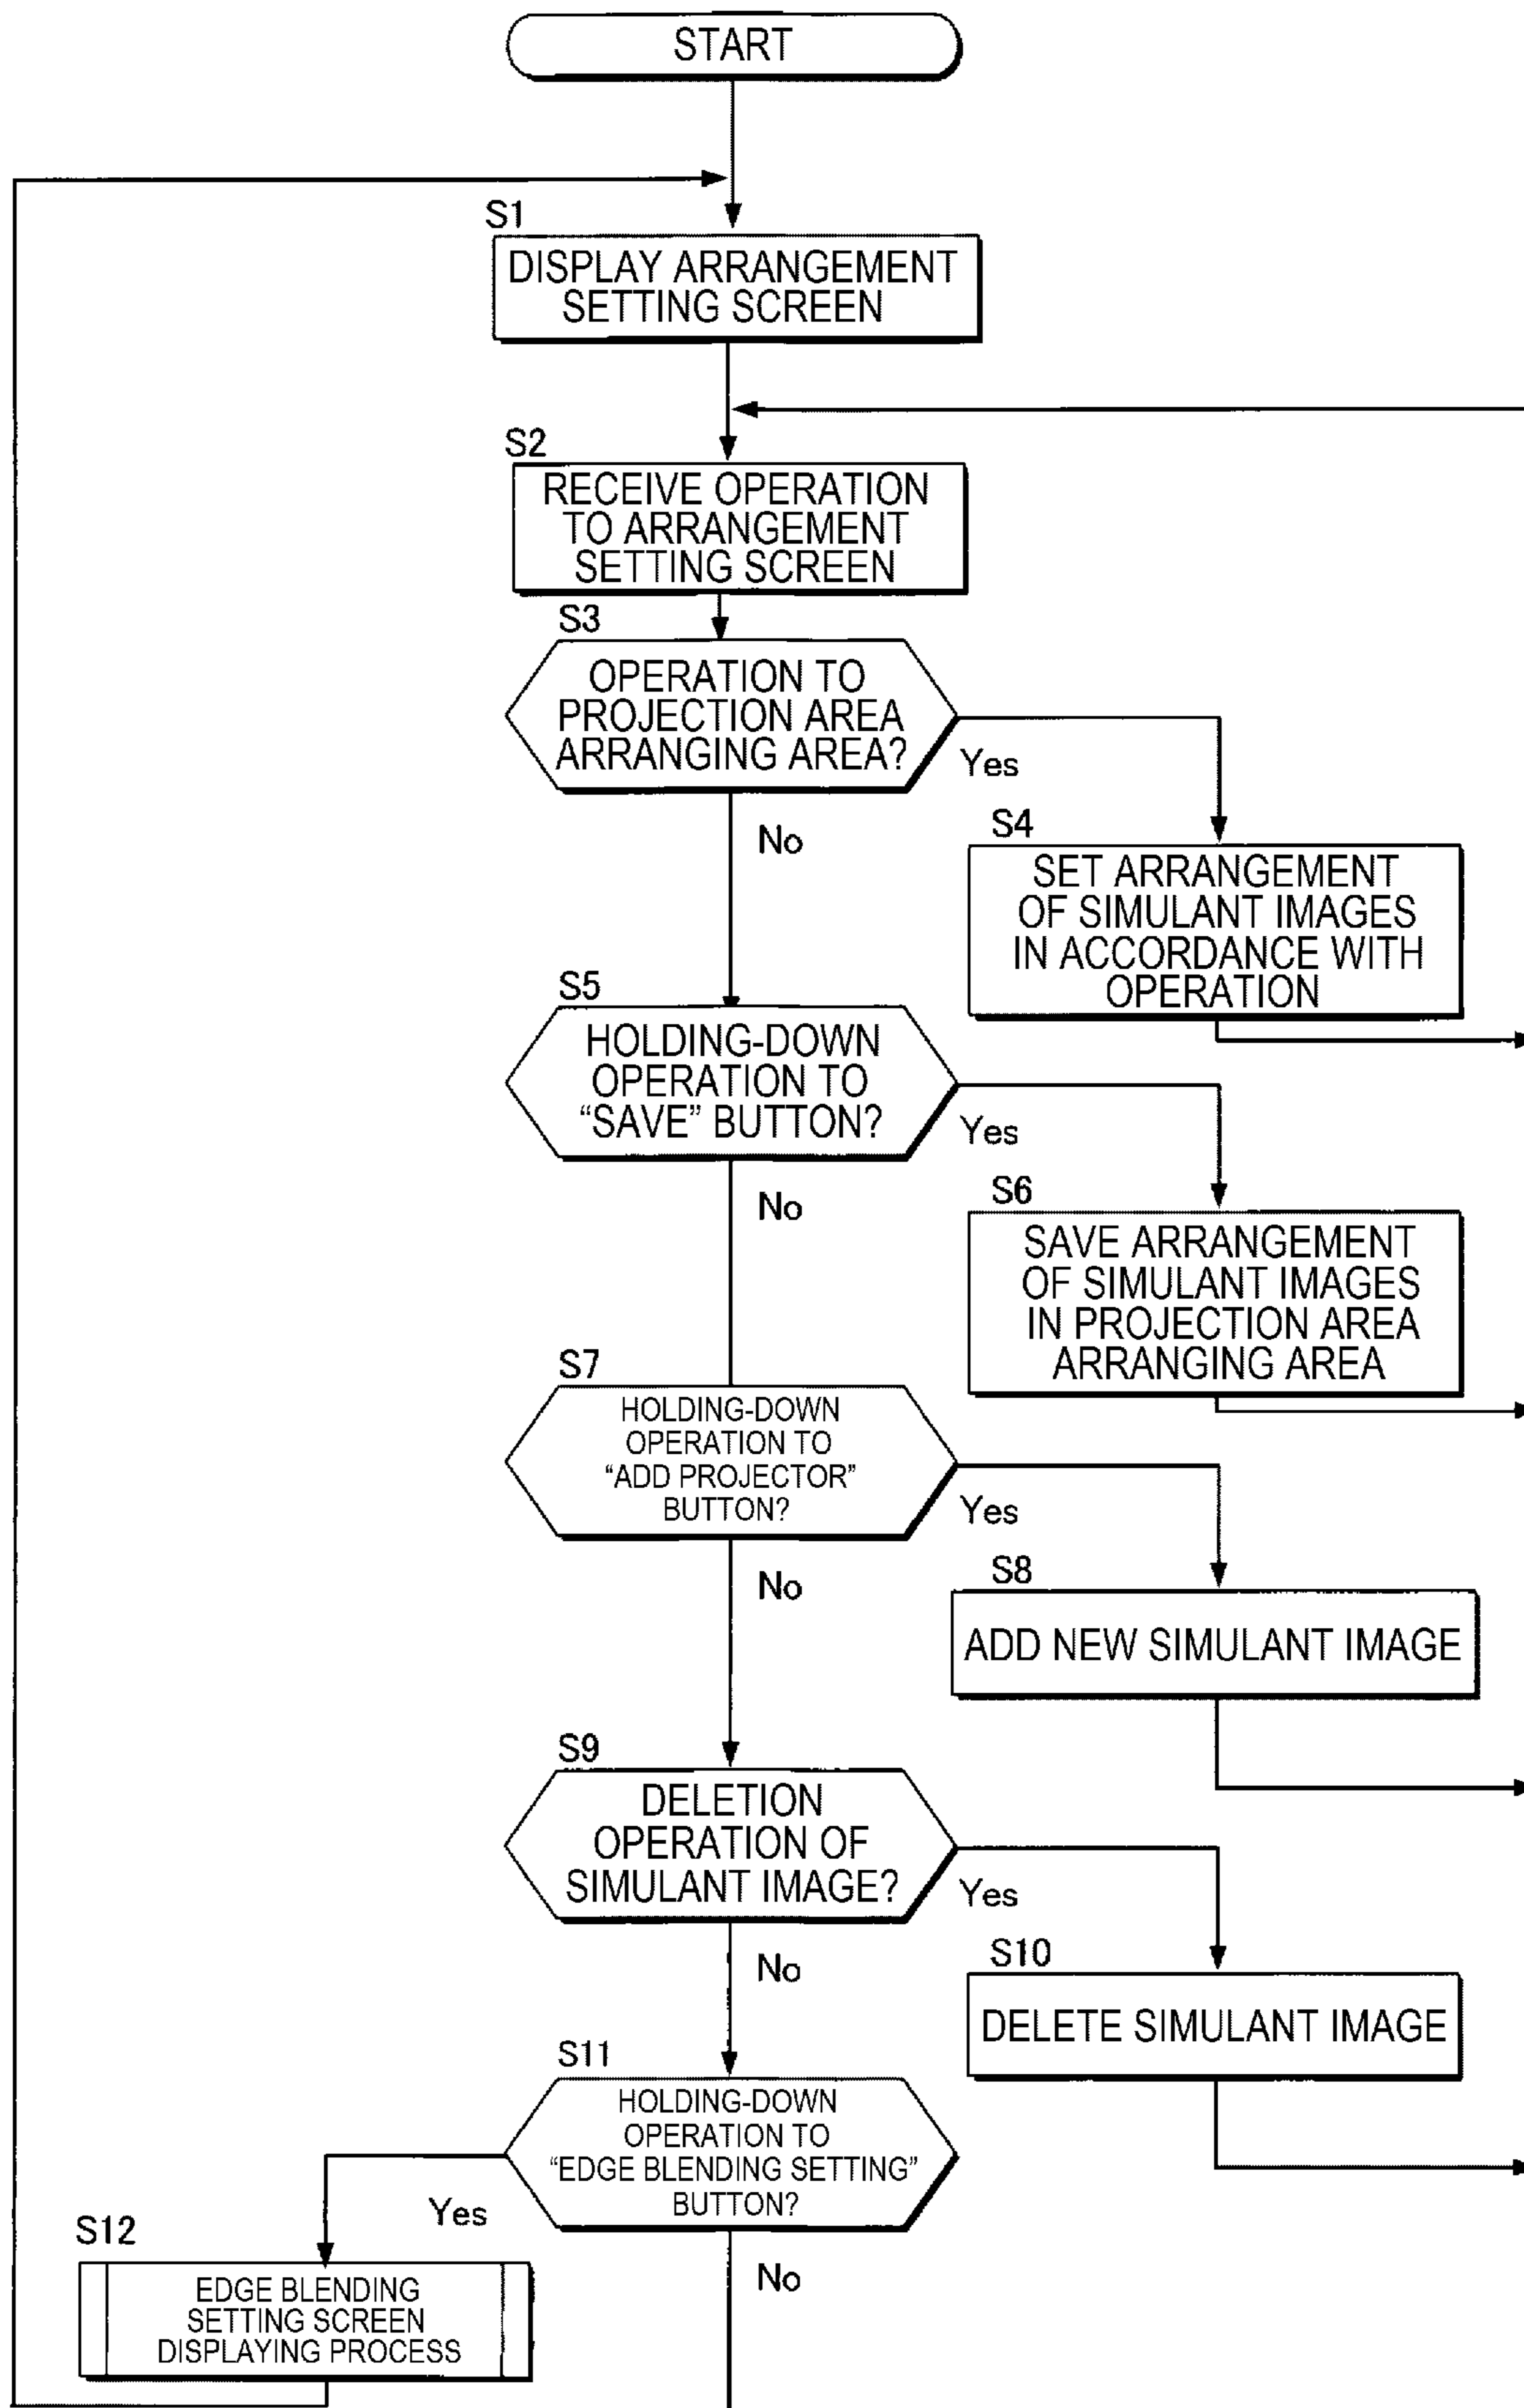 START
S1
DISPLAY ARRANGEMENT
SETTING SCREEN
S2
RECEIVE OPERATION
TO ARRANGEMENT
SETTING SCREEN
S3
OPERATION TO
PROJECTION AREA
ARRANGING AREA?
Yes
No
S4
SET ARRANGEMENT
OF SIMULANT IMAGES
IN ACCORDANCE WITH
OPERATION
S5
HOLDING-DOWN
OPERATION TO
“SAVE” BUTTON?
Yes
No
S6
SAVE ARRANGEMENT
OF SIMULANT IMAGES
IN PROJECTION AREA
ARRANGING AREA
S7
HOLDING-DOWN
OPERATION TO
“ADD PROJECTOR”
BUTTON?
Yes
No
S8
ADD NEW SIMULANT IMAGE
S9
DELETION
OPERATION OF
SIMULANT IMAGE?
Yes
No
S10
DELETE SIMULANT IMAGE
S11
HOLDING-DOWN
OPERATION TO
“EDGE BLENDING SETTING”
BUTTON?
Yes
No
S12
EDGE BLENDING
SETTING SCREEN
DISPLAYING PROCESS